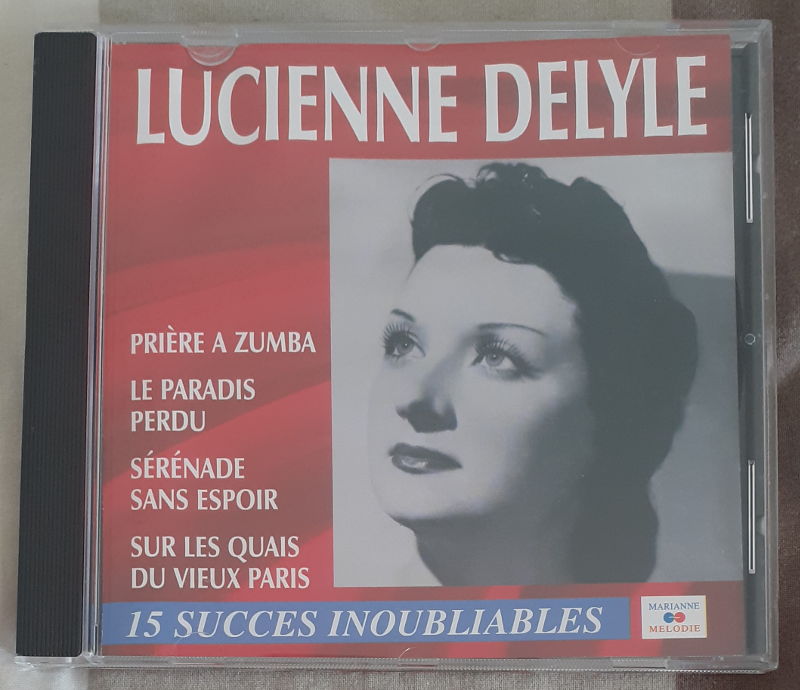 LUCIENNE DELYLE
PRIÈRE A ZUMBA
LE PARADIS
PERDU
SÉRÉNADE
SANS ESPOIR
SUR LES QUAIS
DU VIEUX PARIS
15 SUCCES INOUBLIABLES
MARIANNE
MELODIE